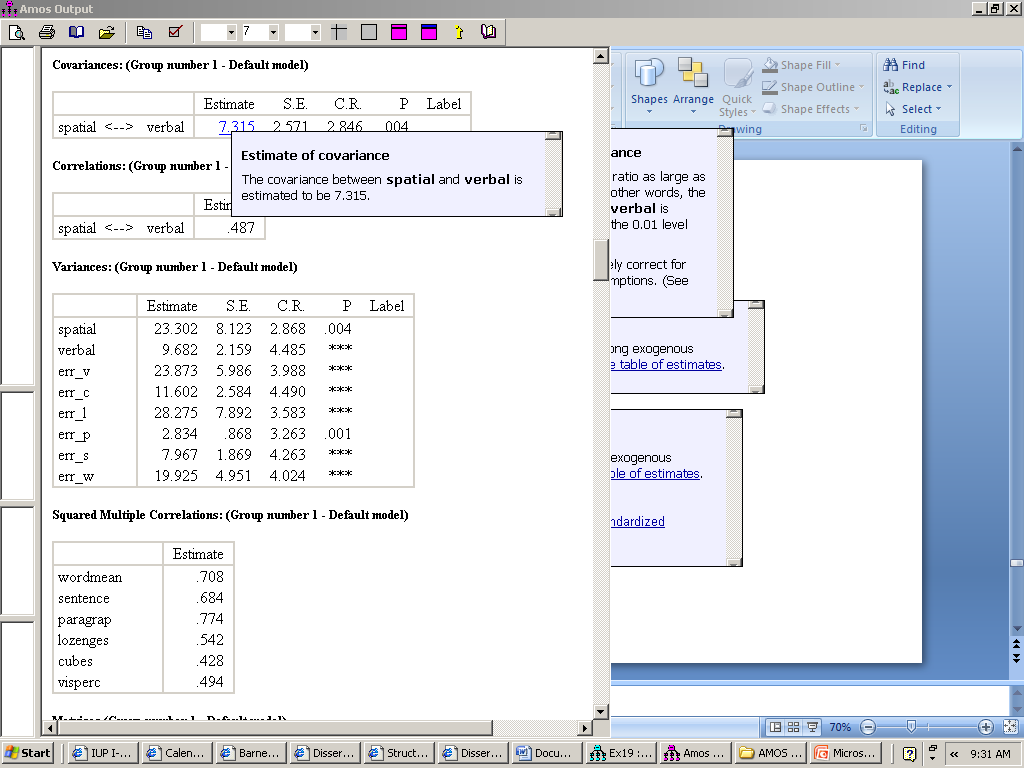 Amos Output
7
Covariances: (Group number 1 - Default model)
Estimate S.E. C.R. P Label
spatial <--> verbal 7.315 2.571 2.846 .004
Estimate of covariance
The covariance between spatial and verbal is
estimated to be 7.315.
Correlations: (Group number 1 -
spatial <--> verbal .487
Variances: (Group number 1 - Default model)
Estimate S.E. C.R. P Label
spatial 23.302 8.123 2.868 .004
verbal 9.682 2.159 4.485 ***
err_v 23.873 5.986 3.988 ***
err_c 11.602 2.584 4.490 ***
err_l 28.275 7.892 3.583 ***
err_p 2.834 .868 3.263 .001
err_s 7.967 1.869 4.263 ***
err_w 19.925 4.951 4.024 ***
Squared Multiple Correlations: (Group number 1 - Default model)
Estimate
wordmean .708
sentence .684
paragrap .774
lozenges .542
cubes .428
visperc .494
Matrices (Group number 1 - Default model)
Shapes Arrange Quick Styles
Shape Fill
Shape Outline
Shape Effects
Drawing
Find
Replace
Select
Editing
ance
ratio as large as
other words, the
verbal is
the 0.01 level
ely correct for
mptions. (See
ong exogenous
e table of estimates.
exogenous
ble of estimates.
ndardized
70%
Start IUP I-... Calen... Barne... Disser... Struct... Disser... Docu... Ex19 :... Amos ... AMOS ... Micros... « 9:31 AM